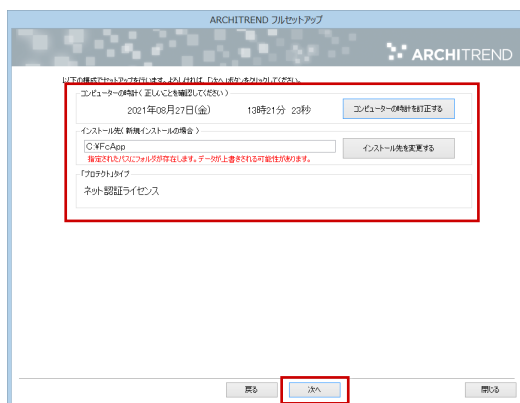 ARCHITREND フルセットアップ
ARCHITREND
以下の構成でセットアップを行います。よろしければ、「次へ」ボタンをクリックしてください。
コンピューターの時計( 正しいことを確認してください )
2021年08月27日(金) 13時21分 23秒 コンピューターの時計を訂正する
インストール先( 新規インストールの場合 )
C:¥FcApp インストール先を変更する
指定されたパスにフォルダが存在します。データが上書きされる可能性があります。
「プロテクト」タイプ
ネット認証ライセンス
戻る 次へ 閉じる